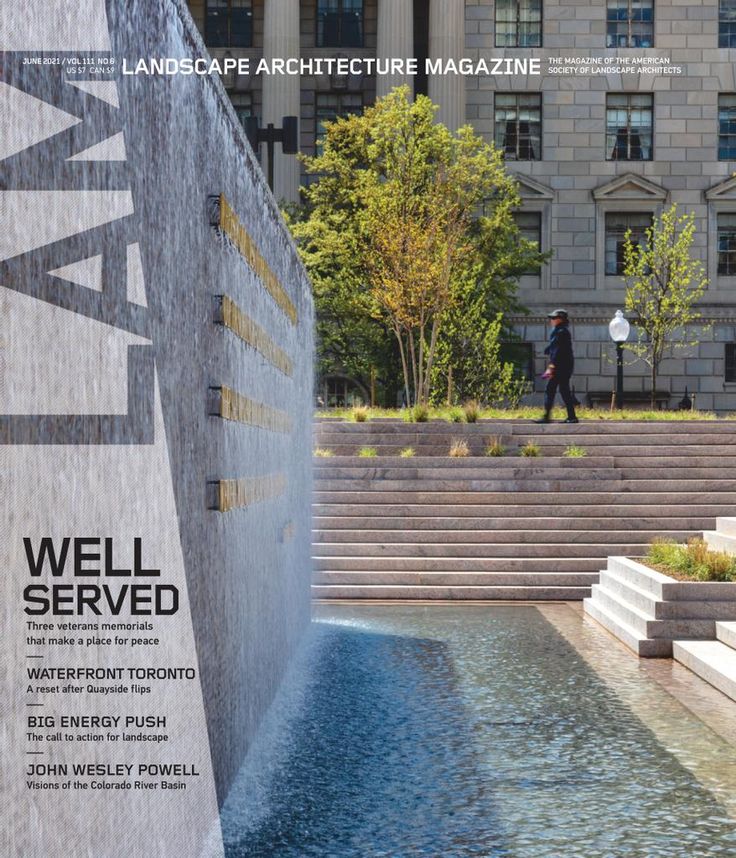 JUNE 2021 / VOL 111 NO 6
US $7 CAN $9
LANDSCAPE ARCHITECTURE MAGAZINE
THE MAGAZINE OF THE AMERICAN
SOCIETY OF LANDSCAPE ARCHITECTS
LAM
WELL
SERVED
Three veterans memorials
that make a place for peace
WATERFRONT TORONTO
A reset after Quayside flips
BIG ENERGY PUSH
The call to action for landscape
JOHN WESLEY POWELL
Visions of the Colorado River Basin